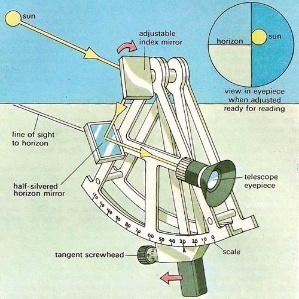 sun
adjustable
index mirror
horizon
sun
view in eyepiece
when adjusted
ready for reading
line of sight
to horizon
half-silvered
horizon mirror
telescope
eyepiece
scale
tangent screwhead